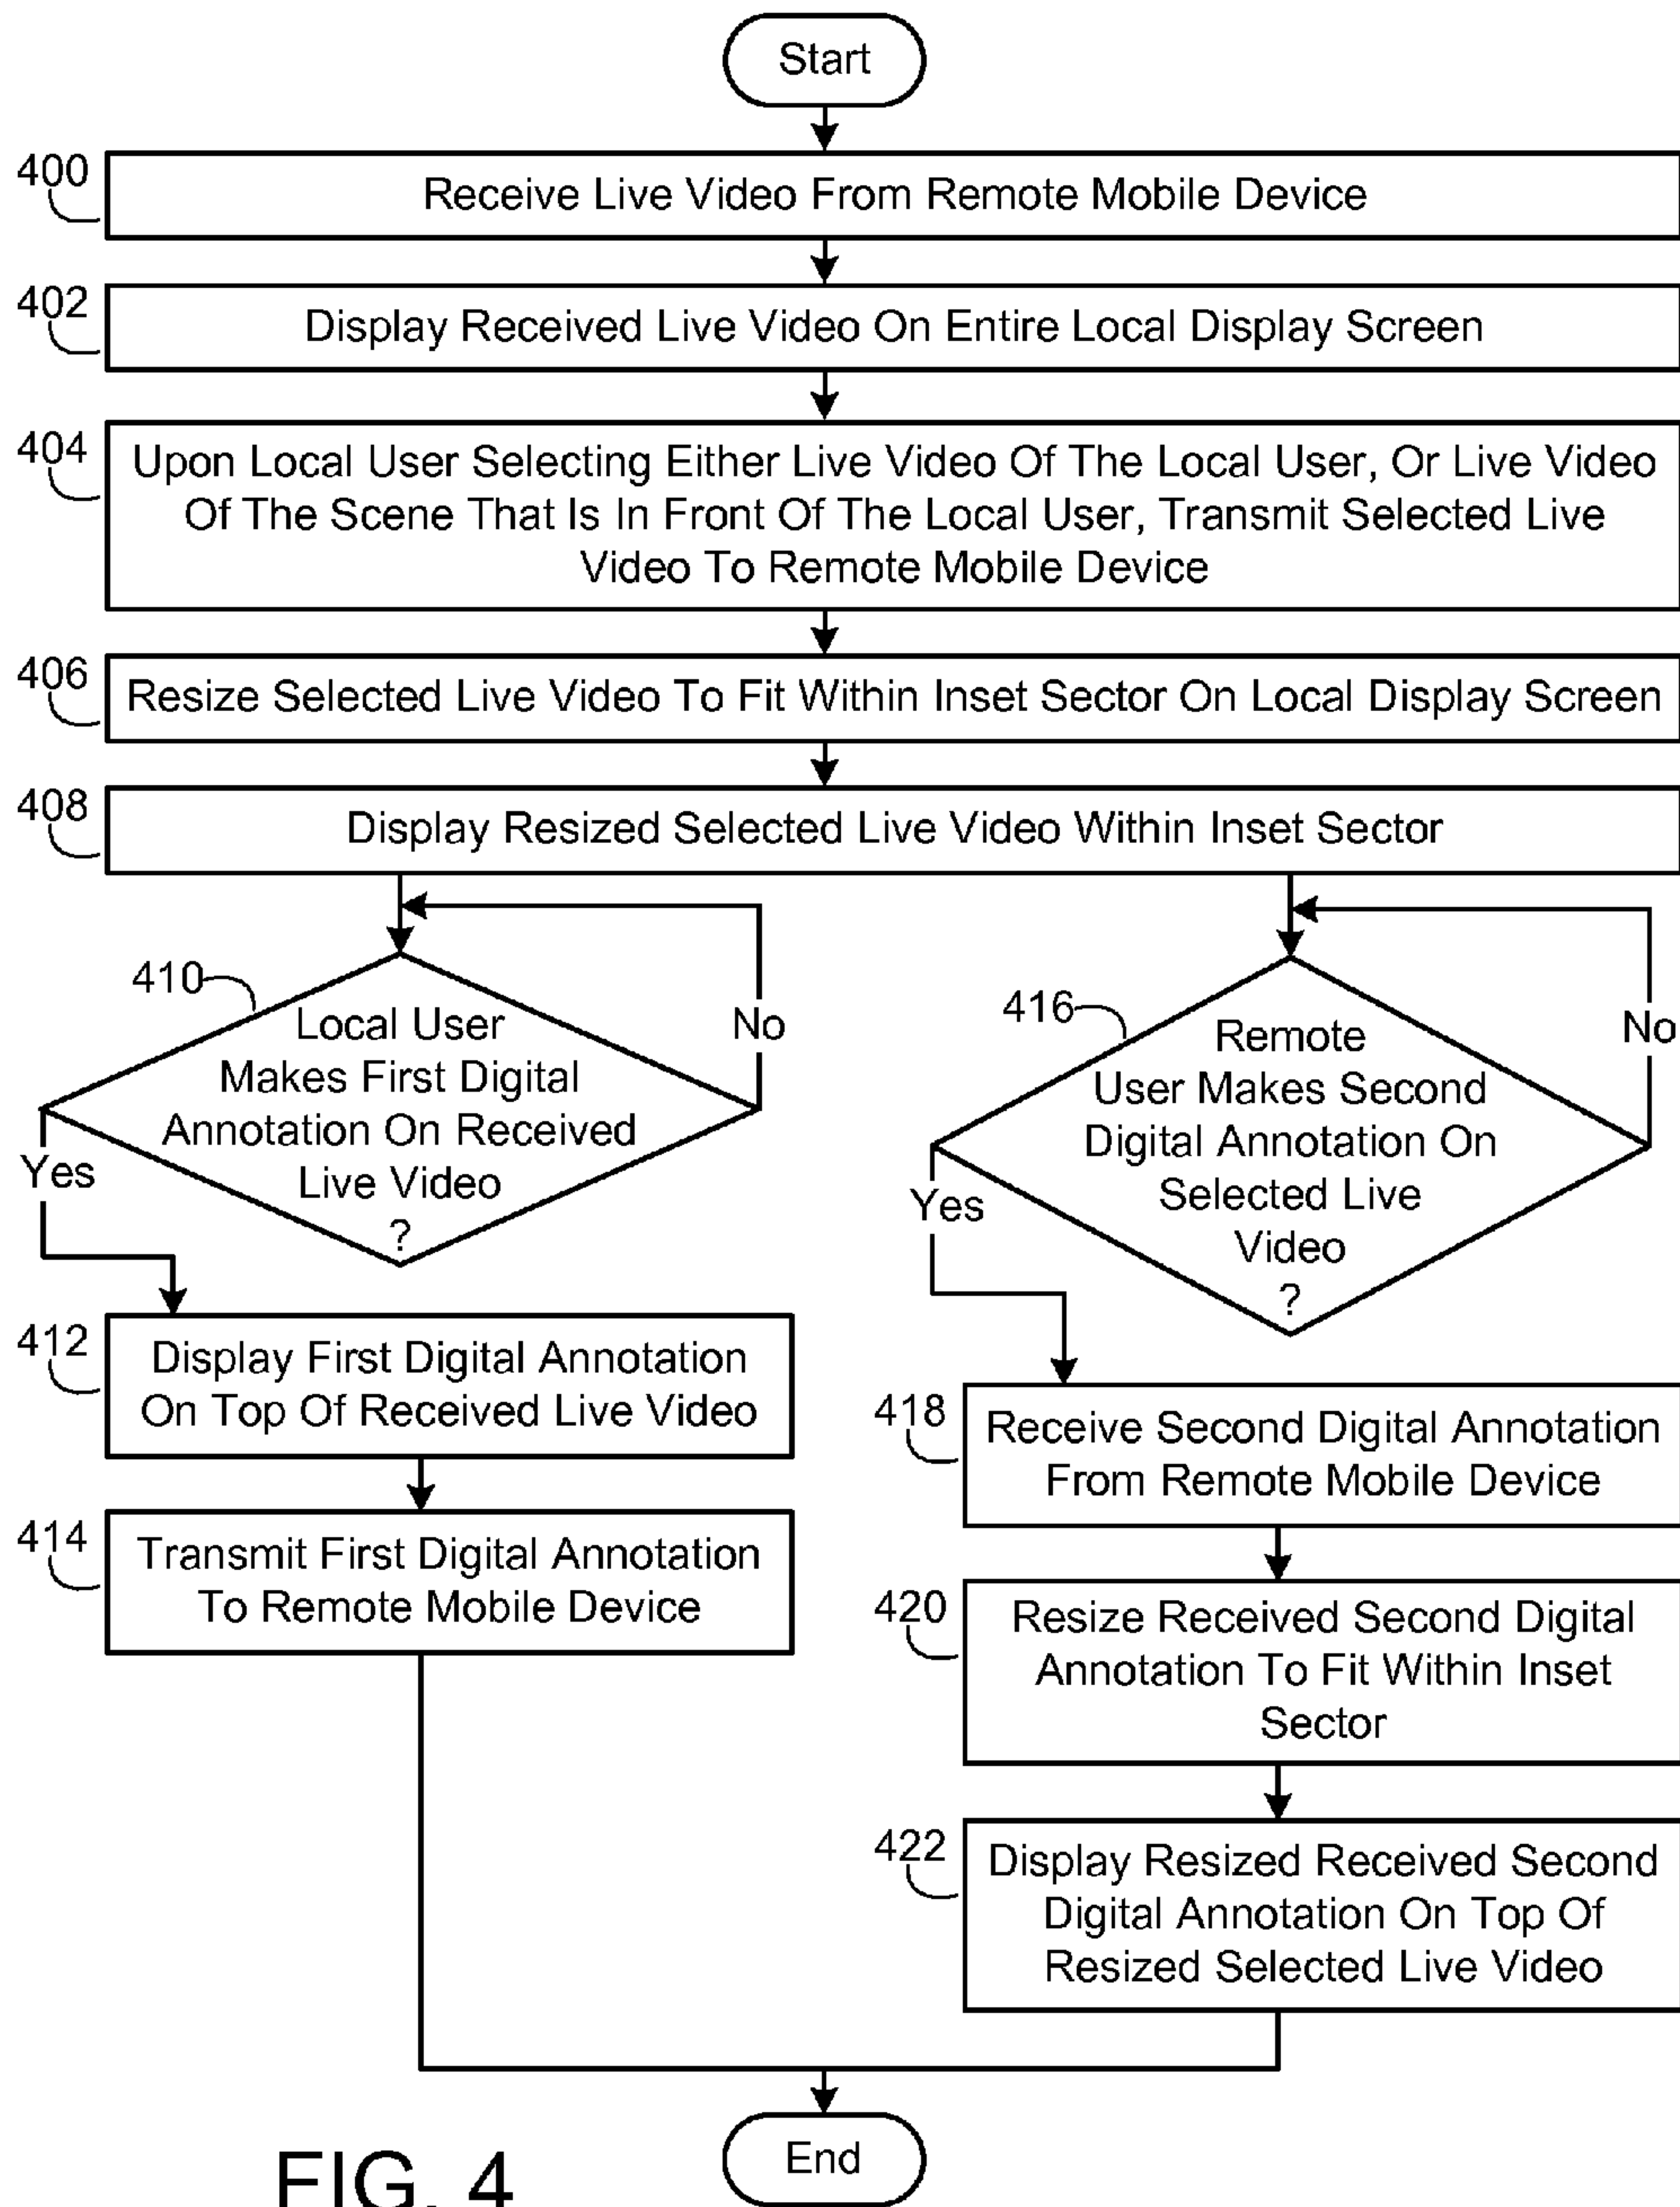 Start
400
Receive Live Video From Remote Mobile Device
402
Display Received Live Video On Entire Local Display Screen
404
Upon Local User Selecting Either Live Video Of The Local User, Or Live Video
Of The Scene That Is In Front Of The Local User, Transmit Selected Live
Video To Remote Mobile Device
406
Resize Selected Live Video To Fit Within Inset Sector On Local Display Screen
408
Display Resized Selected Live Video Within Inset Sector
410
Local User
Makes First Digital
Annotation On Received
Live Video
?
No
Yes
412
Display First Digital Annotation
On Top Of Received Live Video
414
Transmit First Digital Annotation
To Remote Mobile Device
416
Remote
User Makes Second
Digital Annotation On
Selected Live
Video
?
No
Yes
418
Receive Second Digital Annotation
From Remote Mobile Device
420
Resize Received Second Digital
Annotation To Fit Within Inset
Sector
422
Display Resized Received Second
Digital Annotation On Top Of
Resized Selected Live Video
End
FIG. 4